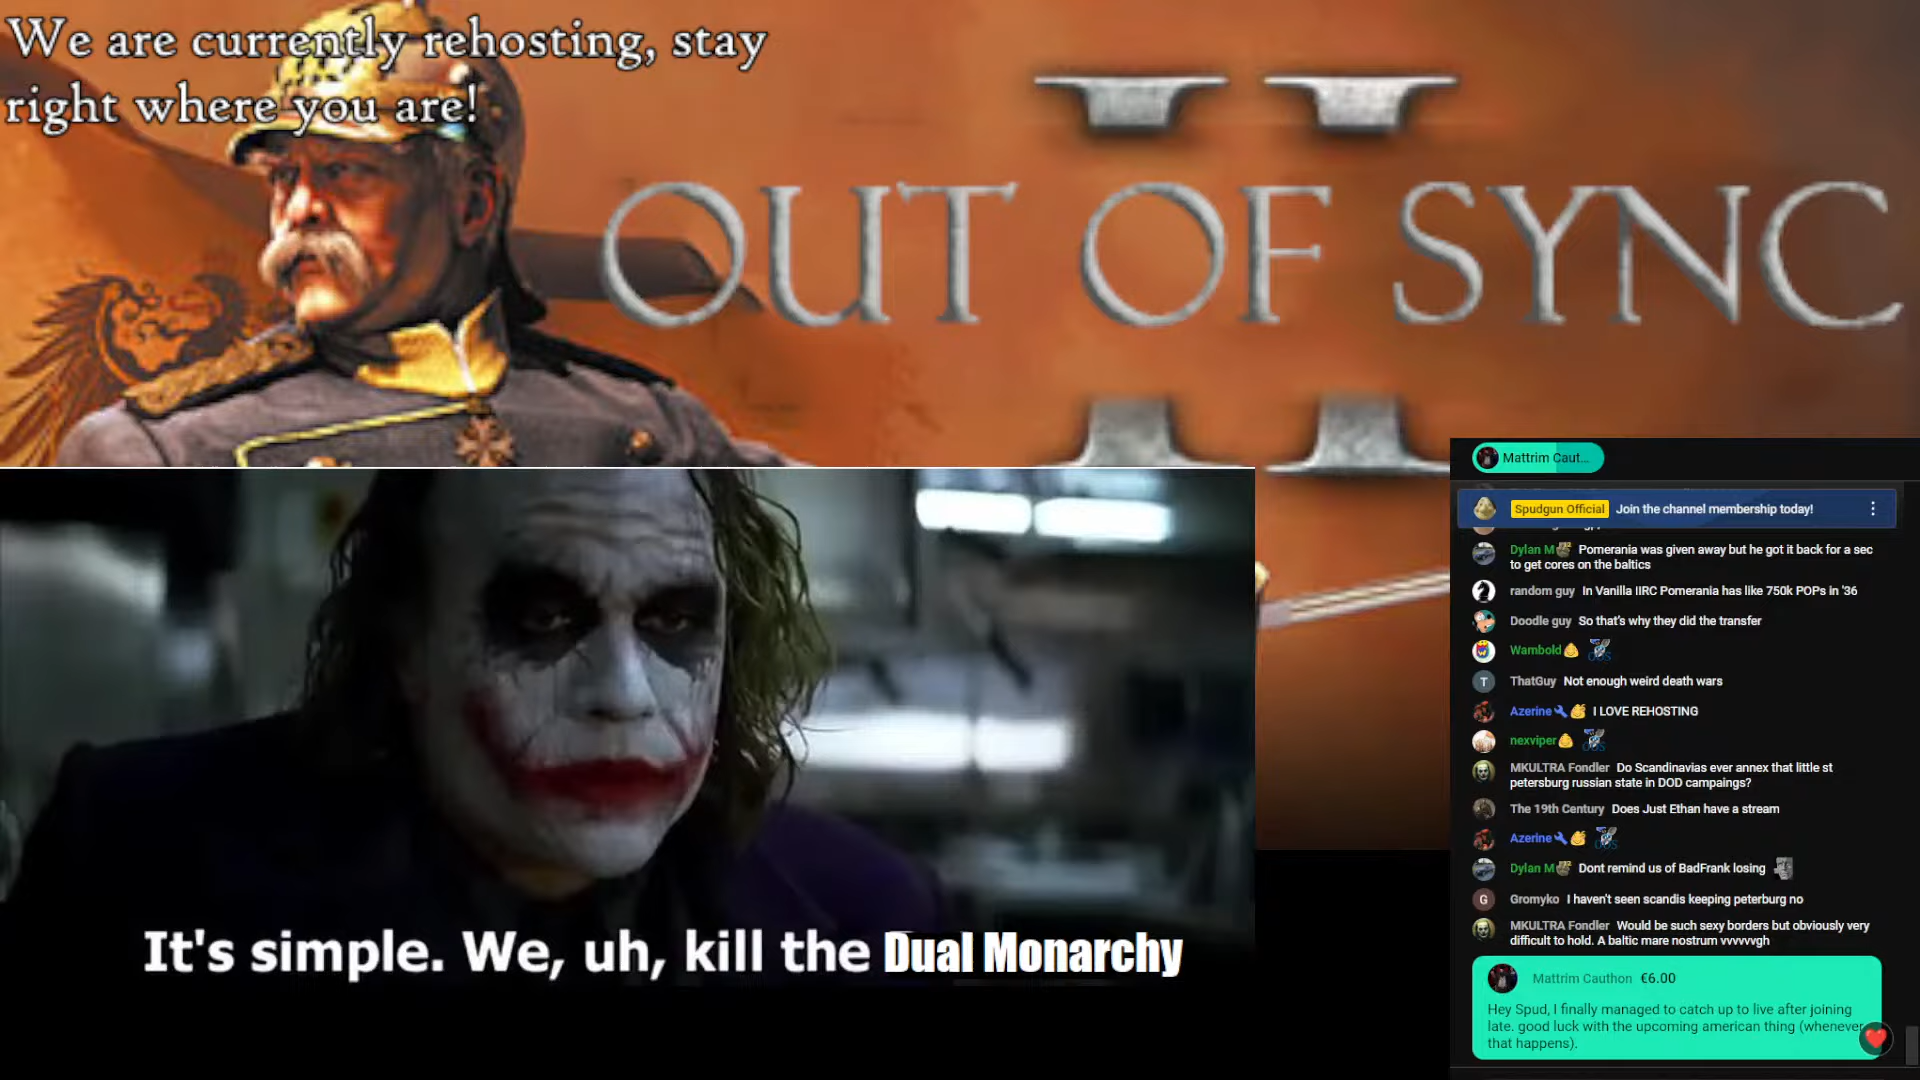 We are currently rehosting, stay
right where you are!
II
OUT OF SYNC
It's simple. We, uh, kill the Dual Monarchy
Mattrim Caut...
Spudgun Official Join the channel membership today!
Dylan M Pomerania was given away but he got it back for a sec
to get cores on the baltics
random guy In Vanilla IIRC Pomerania has like 750k POPs in '36
Doodle guy So that's why they did the transfer
Wambold
T ThatGuy Not enough weird death wars
Azerine I LOVE REHOSTING
nexviper
MKULTRA Fondler Do Scandinavias ever annex that little st
petersburg russian state in DOD campaings?
The 19th Century Does Just Ethan have a stream
Azerine
Dylan M Dont remind us of BadFrank losing
G Gromyko I haven't seen scandis keeping peterburg no
MKULTRA Fondler Would be such sexy borders but obviously very
difficult to hold. A baltic mare nostrum vvvvvvgh
Mattrim Cauthon €6.00
Hey Spud, I finally managed to catch up to live after joining
late. good luck with the upcoming american thing (whenever
that happens).